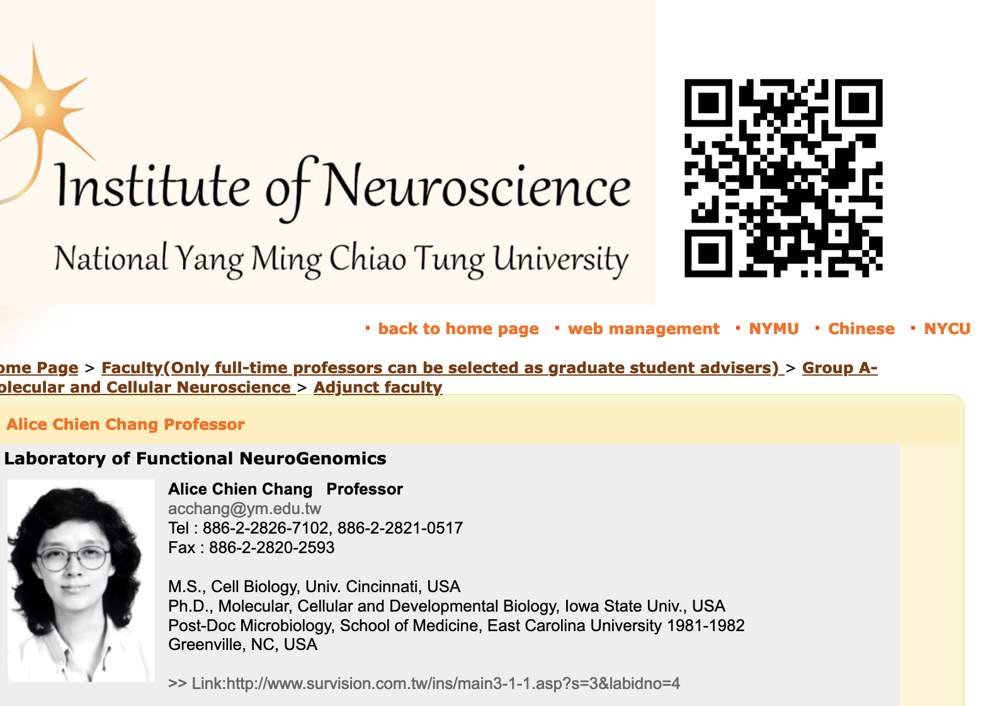 Institute of Neuroscience
National Yang Ming Chiao Tung University
▪ back to home page ▪ web management ▪ NYMU ▪ Chinese ▪ NYCU
ome Page > Faculty(Only full-time professors can be selected as graduate student advisers) > Group A-
olecular and Cellular Neuroscience > Adjunct faculty
Alice Chien Chang Professor
Laboratory of Functional NeuroGenomics
Alice Chien Chang Professor
acchang@ym.edu.tw
Tel : 886-2-2826-7102, 886-2-2821-0517
Fax : 886-2-2820-2593
M.S., Cell Biology, Univ. Cincinnati, USA
Ph.D., Molecular, Cellular and Developmental Biology, Iowa State Univ., USA
Post-Doc Microbiology, School of Medicine, East Carolina University 1981-1982
Greenville, NC, USA
>> Link:http://www.survision.com.tw/ins/main3-1-1.asp?s=3&labidno=4